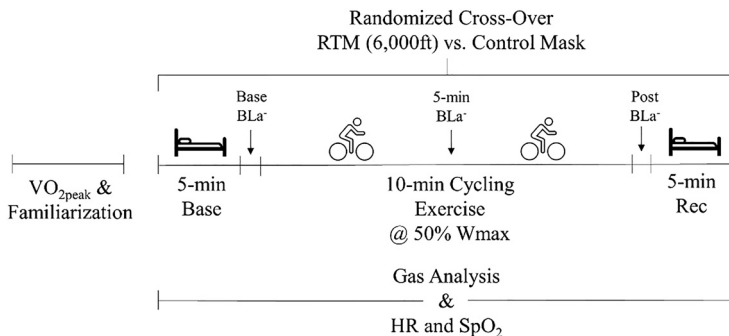 Randomized Cross-Over
RTM (6,000ft) vs. Control Mask
Base
BLa⁻
5-min
BLa⁻
Post
BLa⁻
VO₂peak &
Familiarization
5-min
Base
10-min Cycling
Exercise
@ 50% Wmax
5-min
Rec
Gas Analysis
&
HR and SpO₂